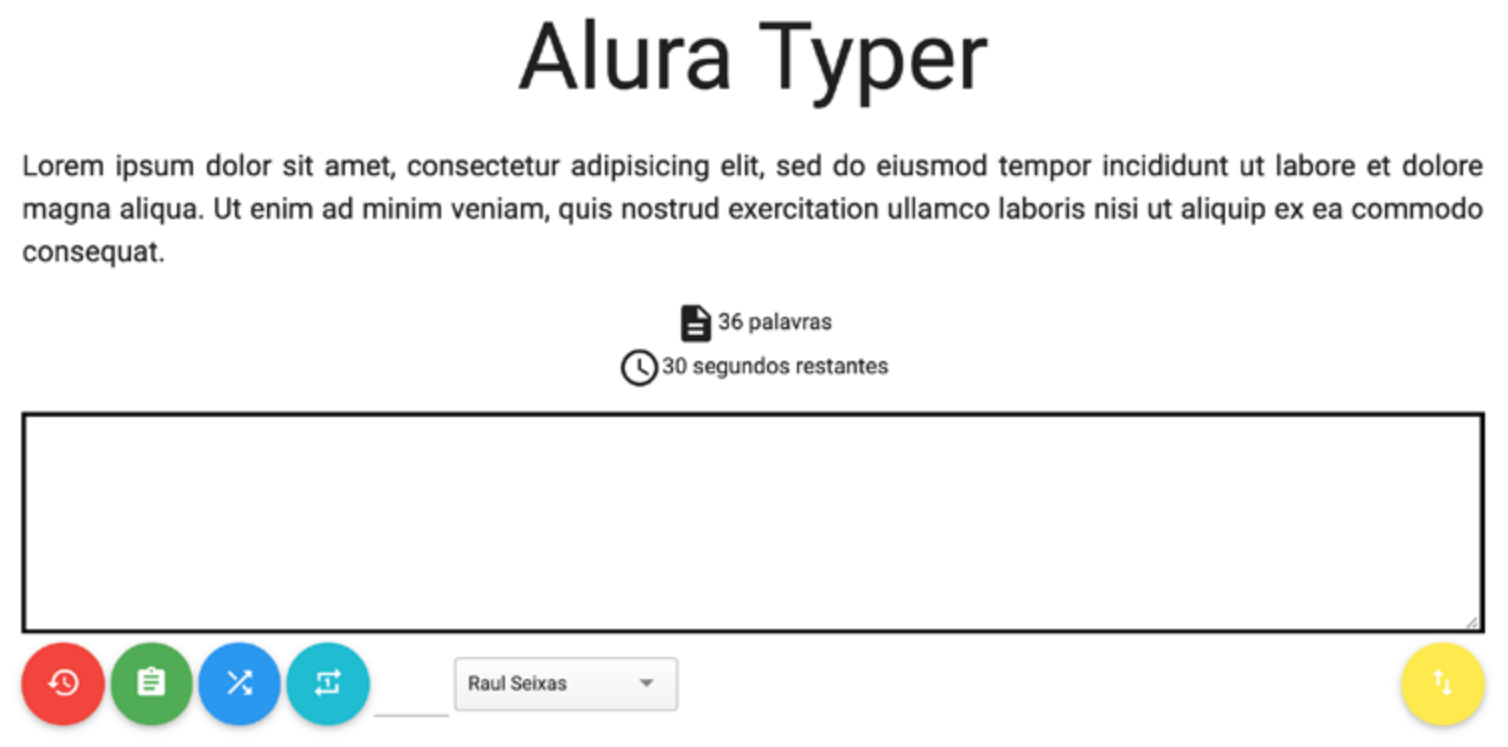 Alura Typer
Lorem ipsum dolor sit amet, consectetur adipisicing elit, sed do eiusmod tempor incididunt ut labore et dolore
magna aliqua. Ut enim ad minim veniam, quis nostrud exercitation ullamco laboris nisi ut aliquip ex ea commodo
consequat.
36 palavras
30 segundos restantes
1
Raul Seixas